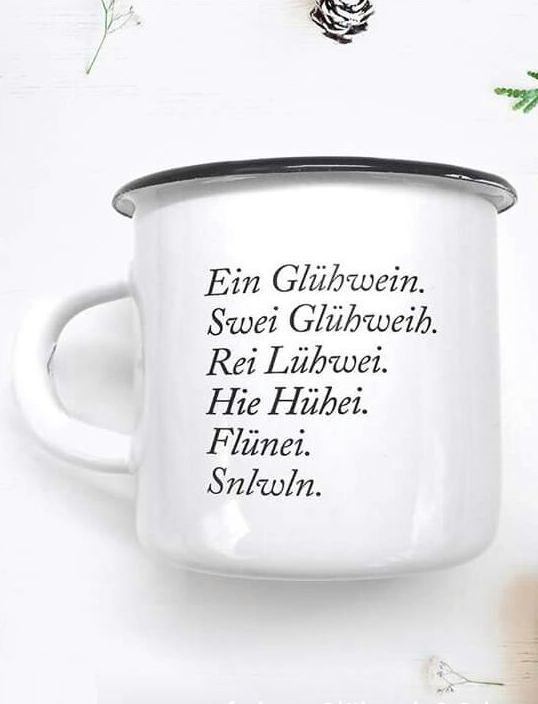 Ein Glühwein.
Swei Glühweih.
Rei Lühwei.
Hie Hühei.
Flünei.
Snlwln.